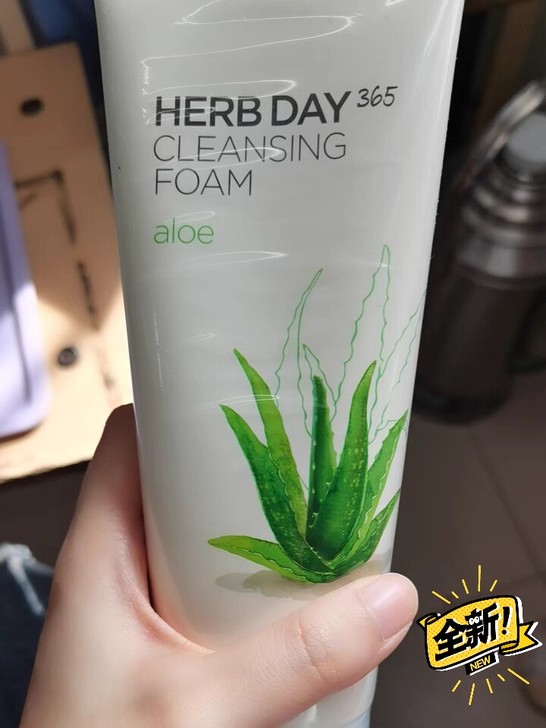 HERB DAY 365
CLEANSING
FOAM
aloe
全新!
NEW